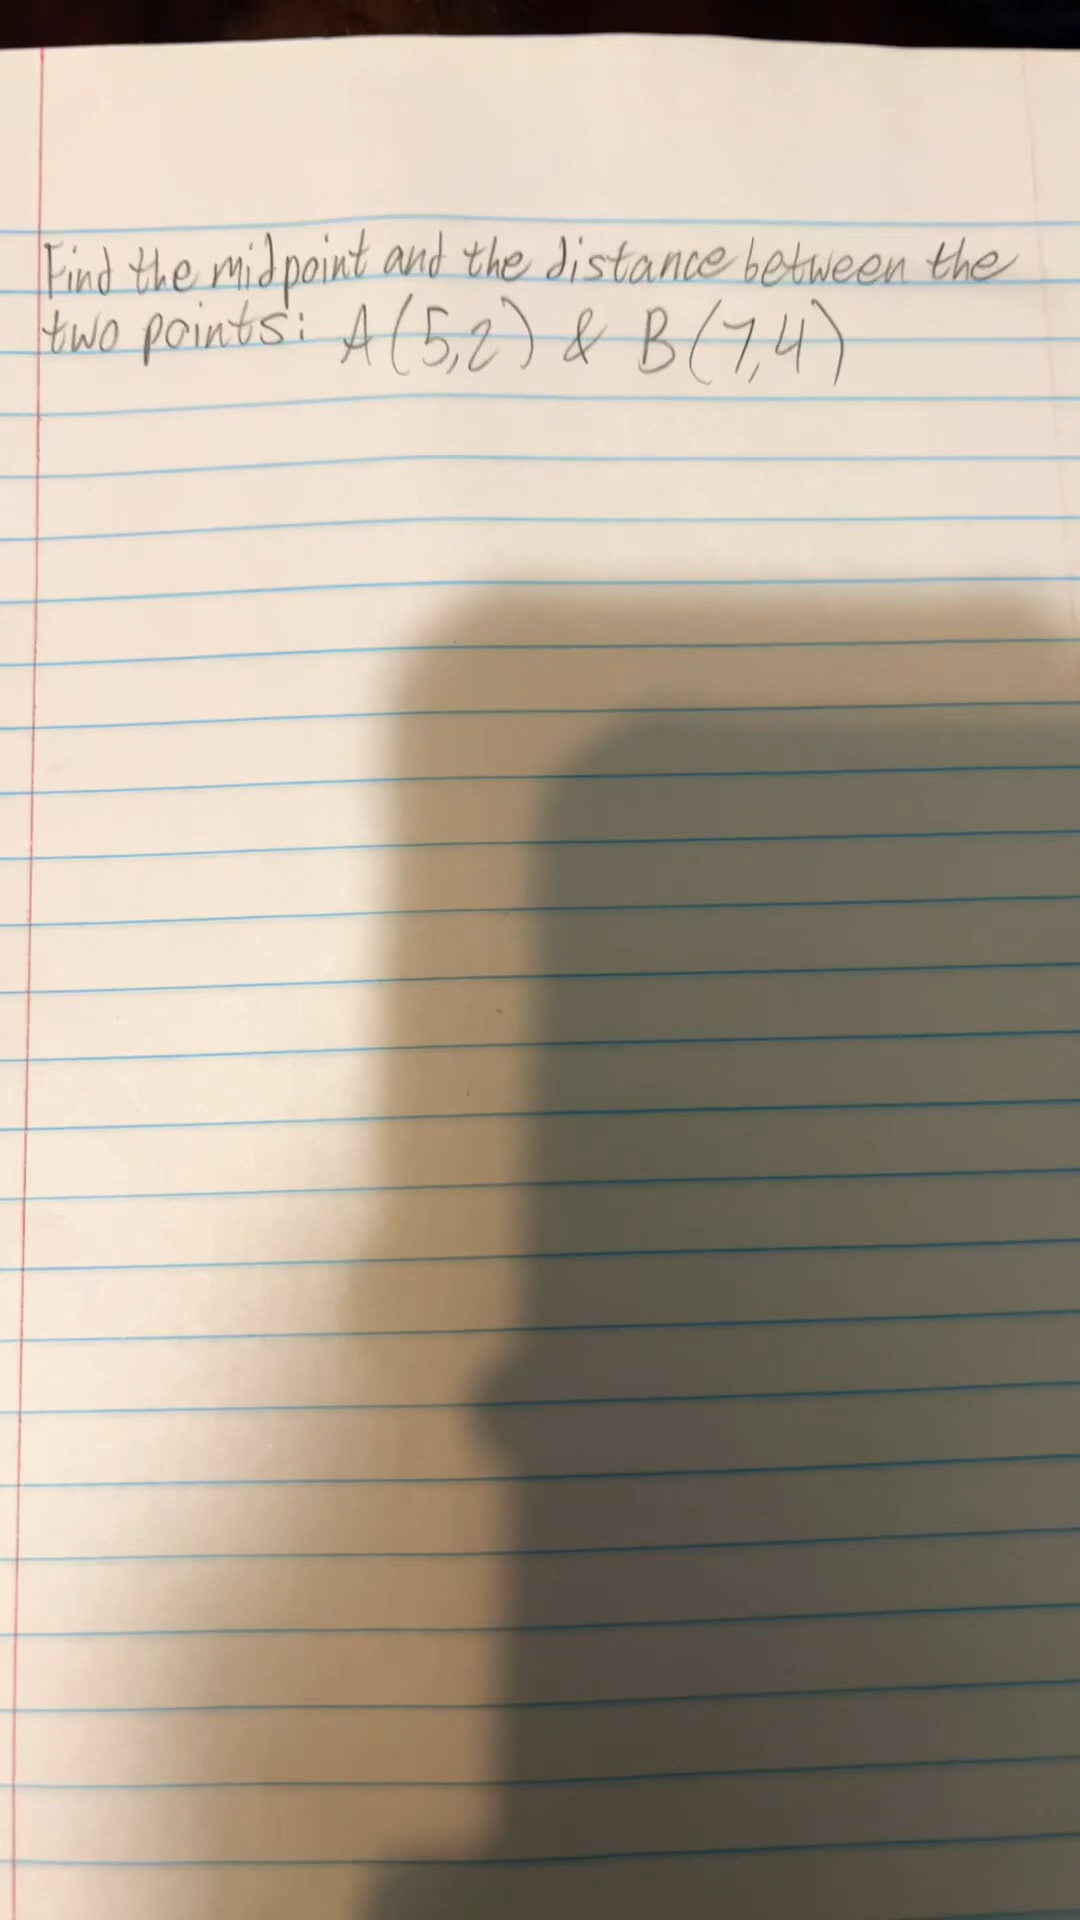 Find the midpoint and the distance between the
two points: A(5,2) & B(7,4)